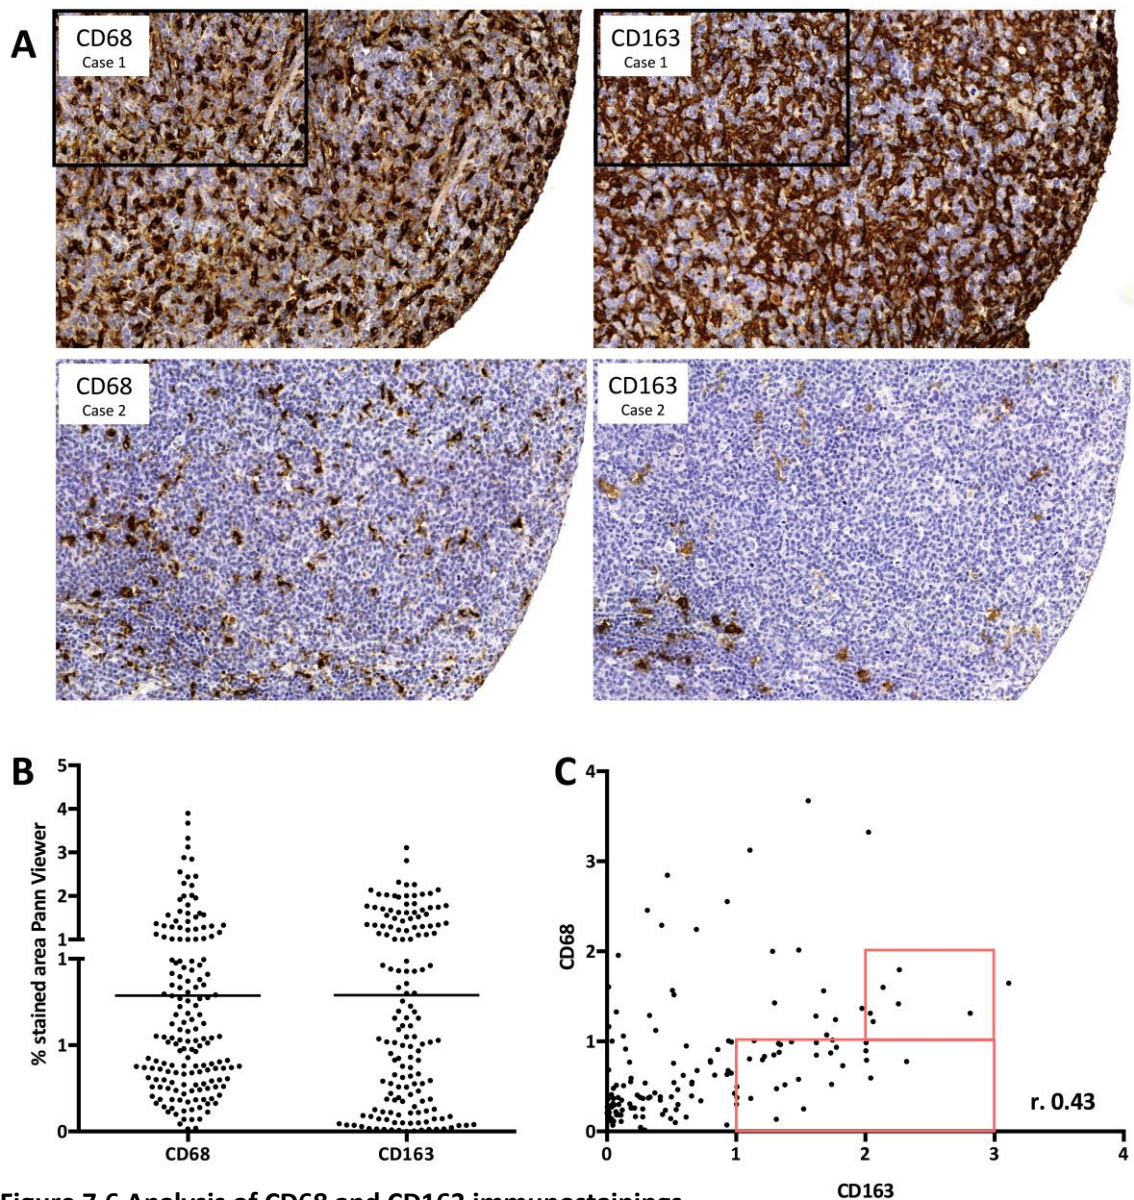 A
CD68
Case 1
CD163
Case 1
CD68
Case 2
CD163
Case 2
B
% stained area Pann Viewer
5
4
3
2
1
1
1
0
CD68
CD163
C
CD68
4
3
2
1
0
r. 0.43
0
1
2
3
4
CD163
Figure 7.6 Analysis of CD68 and CD163 immunostainings